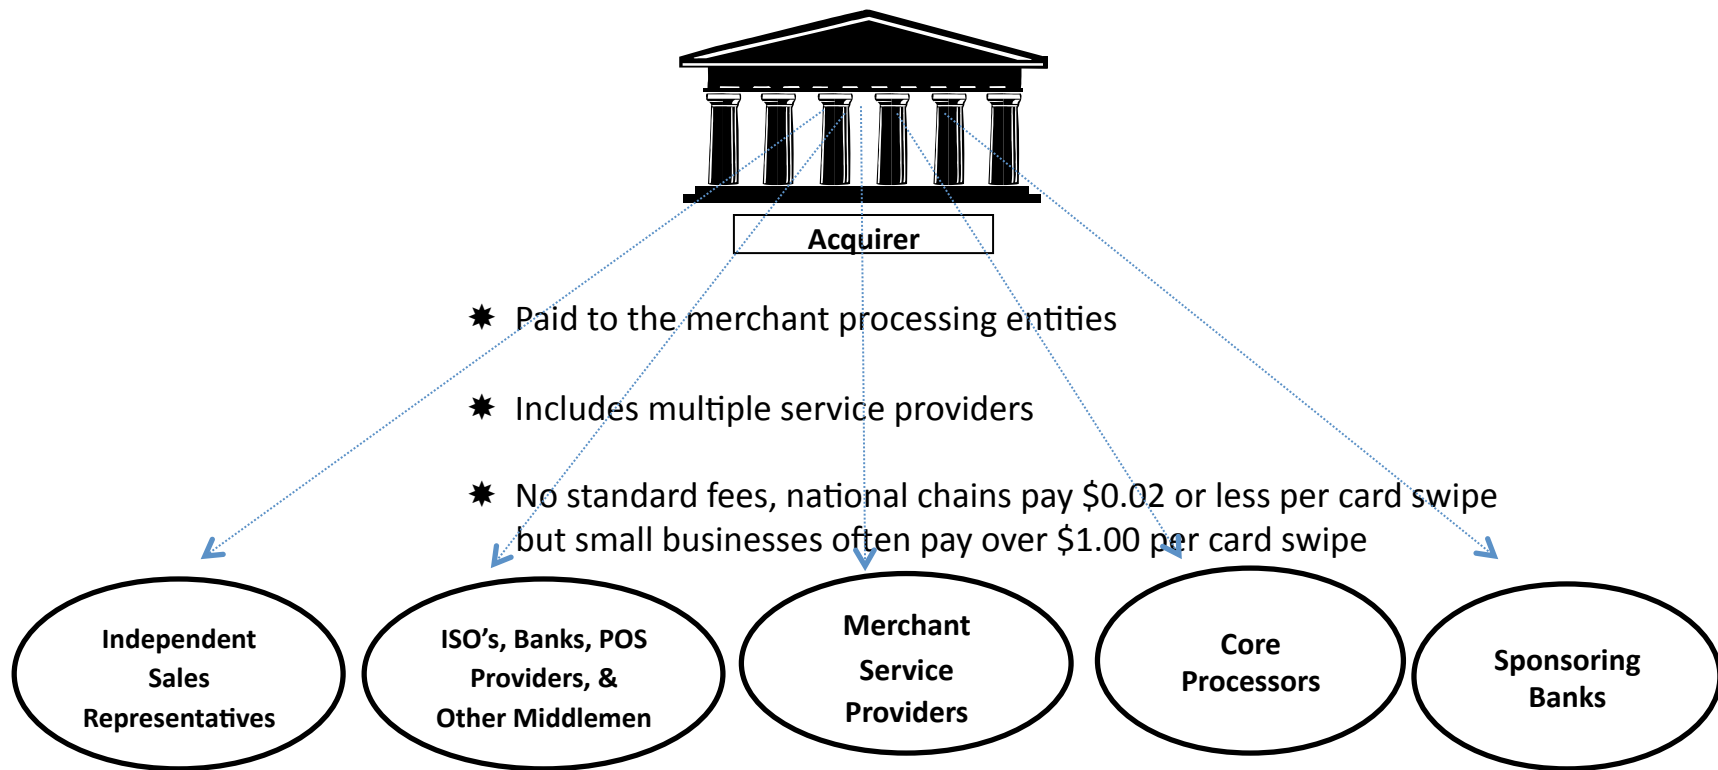 Acquirer
✷ Paid to the merchant processing entities
✷ Includes multiple service providers
✷ No standard fees, national chains pay $0.02 or less per card swipe
but small businesses often pay over $1.00 per card swipe
Independent
Sales
Representatives
ISO’s, Banks, POS
Providers, &
Other Middlemen
Merchant
Service
Providers
Core
Processors
Sponsoring
Banks